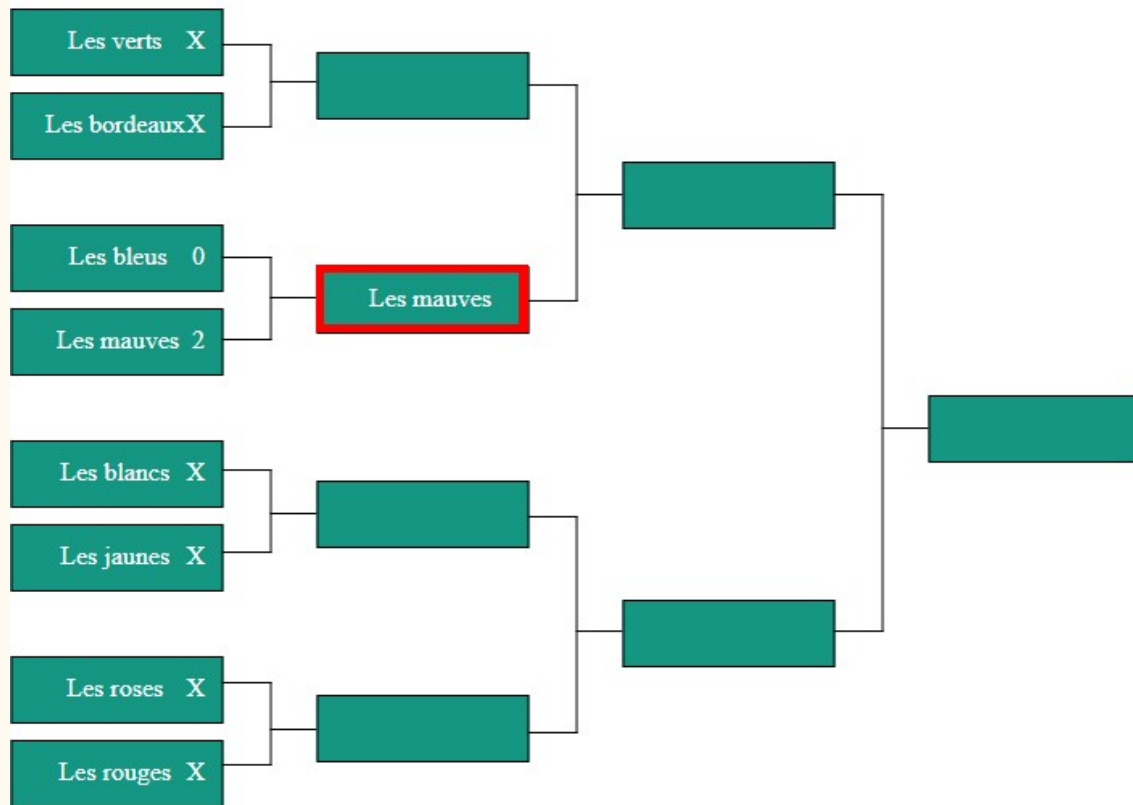 Les verts X
Les bordeauxX
Les bleus 0
Les mauves
Les mauves 2
Les blancs X
Les jaunes X
Les roses X
Les rouges X